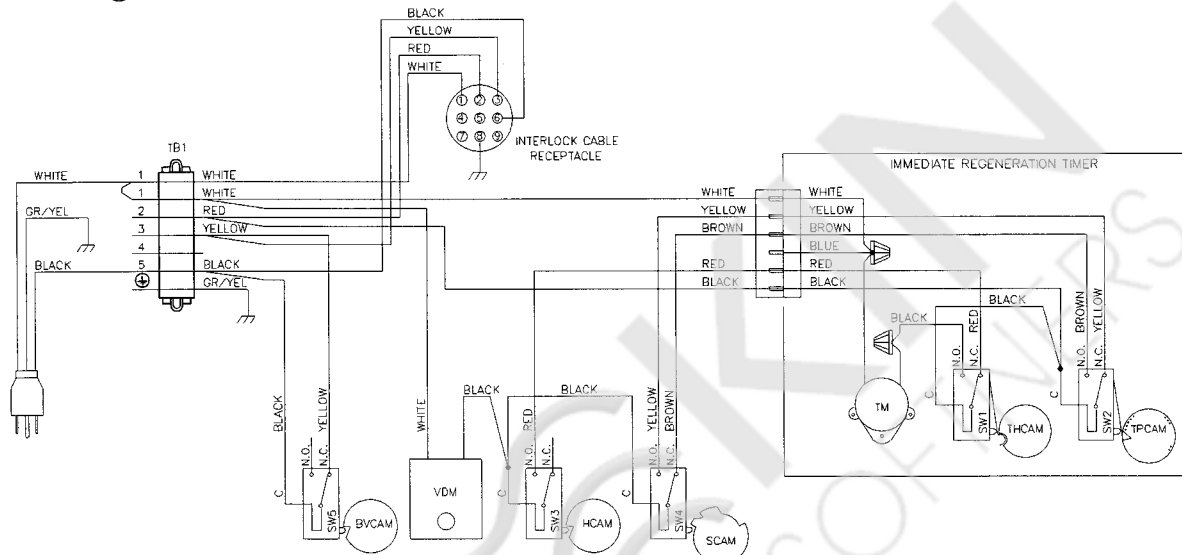 BLACK
YELLOW
RED
WHITE
1 2 3
4 5 6
7 8 9
INTERLOCK CABLE
RECEPTACLE
TB1
WHITE 1 WHITE
1 WHITE
GR/YEL 2 RED
3 YELLOW
4
BLACK 5 BLACK
GR/YEL
IMMEDIATE REGENERATION TIMER
WHITE WHITE
YELLOW YELLOW
BROWN BROWN
BLUE
RED RED
BLACK BLACK
BLACK
BLACK
N.O.
N.C.
RED
N.O.
N.C.
BROWN
YELLOW
C
C
TM
SW1
THCAM
SW2
TPCAM
BLACK
YELLOW
WHITE
BLACK
BLACK
RED
YELLOW
BROWN
N.O.
N.C.
N.O.
N.C.
N.O.
N.C.
C
C
C
SW5
BVCAM
VDM
SW3
HCAM
SW4
SCAM